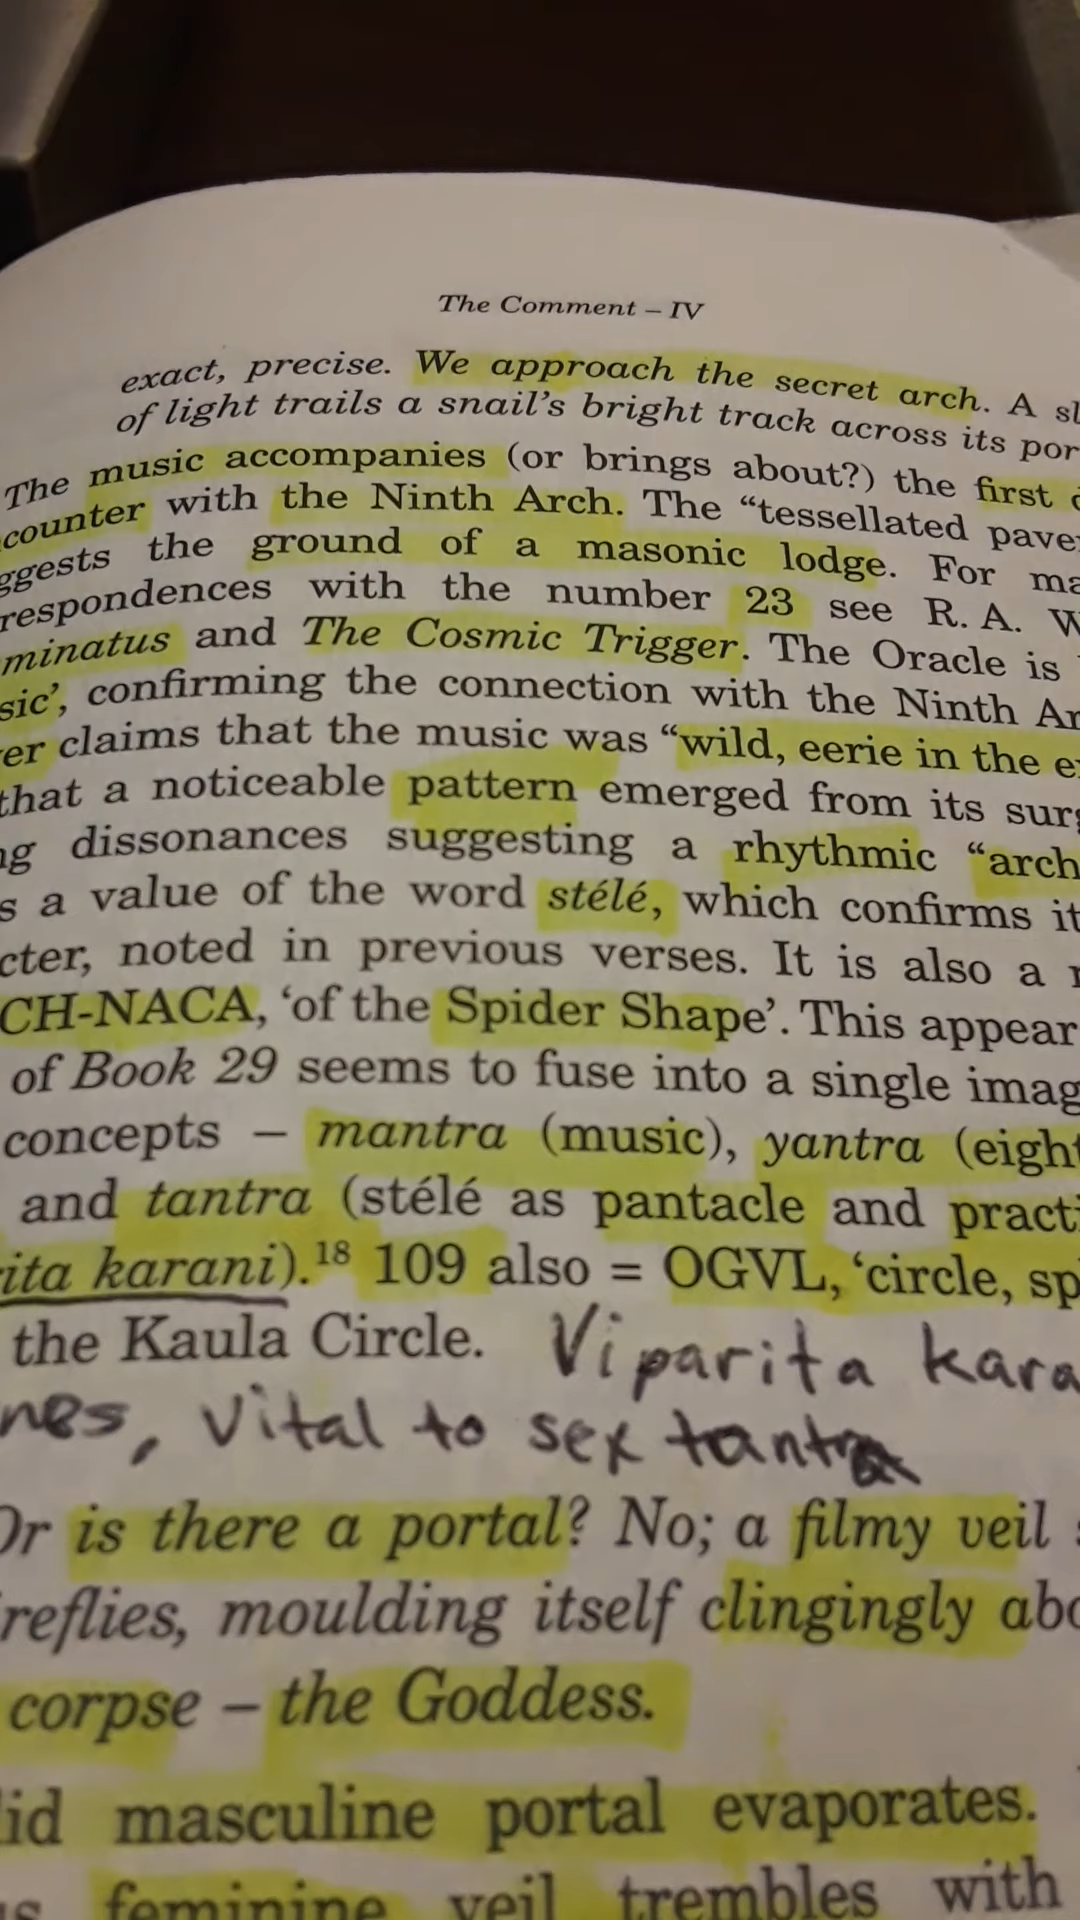 The Comment – IV
exact, precise. We approach the secret arch. A
of light trails a snail's bright track across its
The music accompanies (or brings about?) the first
counter with the Ninth Arch. The “tessellated
the ground of a masonic lodge. For
respondences with the number 23 see R. A.
minatus and The Cosmic Trigger. The Oracle is
sic’, confirming the connection with the Ninth
er claims that the music was “wild, eerie in the
that a noticeable pattern emerged from its
dissonances suggesting a rhythmic “arch
a value of the word stélé, which confirms
cter, noted in previous verses. It is also a
CH-NACA, ‘of the Spider Shape’. This appear
of Book 29 seems to fuse into a single imag
concepts – mantra (music), yantra (eight
and tantra (stélé as pantacle and practi
ita karani).¹⁸ 109 also = OGVL, ‘circle, sp
the Kaula Circle. Viparita kara
nes, vital to sex tantra
Or is there a portal? No; a filmy veil
reflies, moulding itself clingingly abo
corpse – the Goddess.
id masculine portal evaporates.
feminine veil trembles with